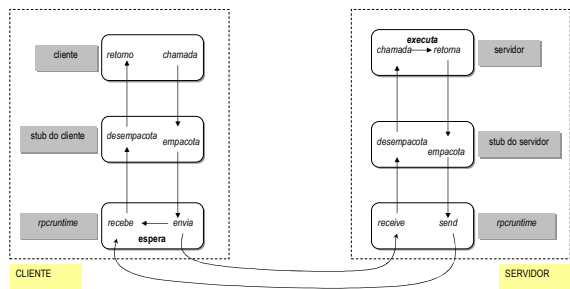 cliente
retorno
chamada
executa
chamada
retorna
servidor
stub do cliente
desempacota
empacota
desempacota
empacota
stub do servidor
rpcruntime
recebe
envia
espera
receive
send
rpcruntime
CLIENTE
SERVIDOR